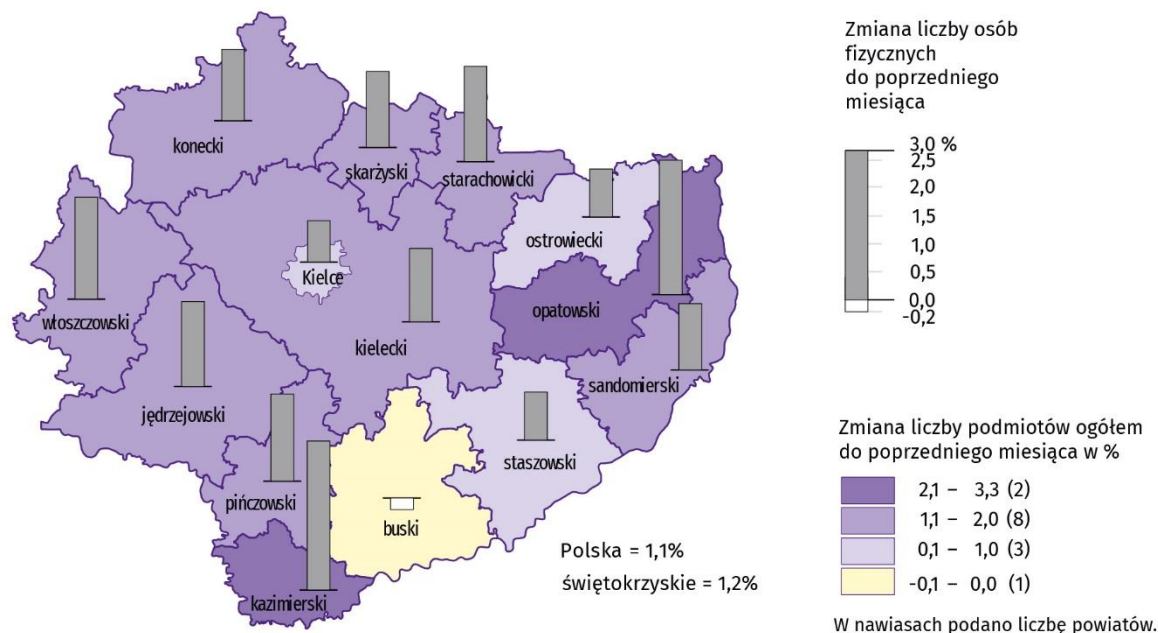 konecki
skarżyski
starachowicki
ostrowiecki
Kielce
włoszczowski
opatowski
kielecki
sandomierski
jędrzejowski
staszowski
pińczowski
buski
kazimierski
Polska = 1,1%
świętokrzyskie = 1,2%
Zmiana liczby osób
fizycznych
do poprzedniego
miesiąca
3,0 %
2,5
2,0
1,5
1,0
0,5
0,0
-0,2
Zmiana liczby podmiotów ogółem
do poprzedniego miesiąca w %
2,1 – 3,3 (2)
1,1 – 2,0 (8)
0,1 – 1,0 (3)
-0,1 – 0,0 (1)
W nawiasach podano liczbę powiatów.